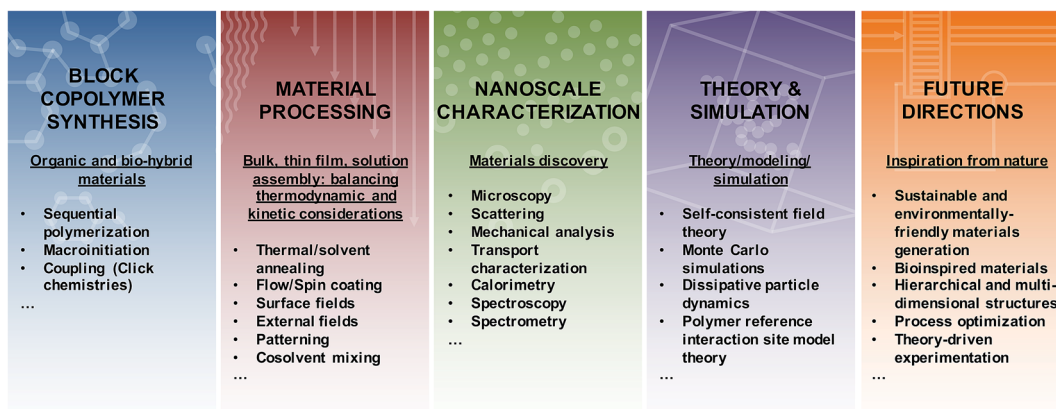 BLOCK
COPOLYMER
SYNTHESIS
Organic and bio-hybrid
materials
• Sequential
polymerization
• Macroinitiation
• Coupling (Click
chemistries)
…
MATERIAL
PROCESSING
Bulk, thin film, solution
assembly: balancing
thermodynamic and
kinetic considerations
• Thermal/solvent
annealing
• Flow/Spin coating
• Surface fields
• External fields
• Patterning
• Cosolvent mixing
…
NANOSCALE
CHARACTERIZATION
Materials discovery
• Microscopy
• Scattering
• Mechanical analysis
• Transport
characterization
• Calorimetry
• Spectroscopy
• Spectrometry
…
THEORY &
SIMULATION
Theory/modeling/
simulation
• Self-consistent field
theory
• Monte Carlo
simulations
• Dissipative particle
dynamics
• Polymer reference
interaction site model
theory
…
FUTURE
DIRECTIONS
Inspiration from nature
• Sustainable and
environmentally-
friendly materials
generation
• Bioinspired materials
• Hierarchical and multi-
dimensional structures
• Process optimization
• Theory-driven
experimentation
…